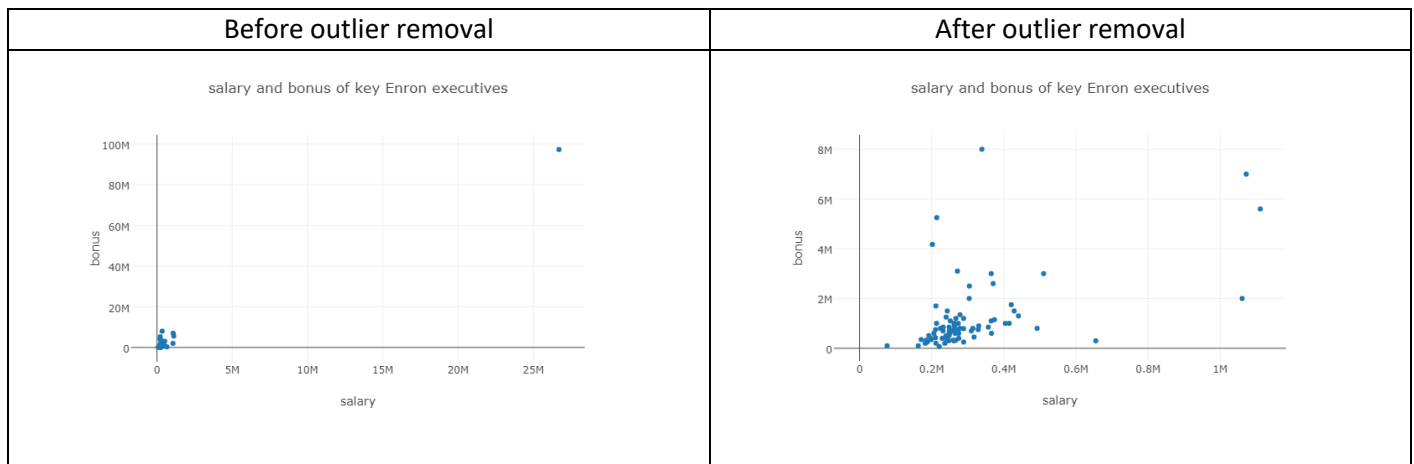 Before outlier removal
After outlier removal
salary and bonus of key Enron executives
100M
80M
60M
40M
20M
0
bonus
0
5M
10M
15M
20M
25M
salary
salary and bonus of key Enron executives
8M
6M
4M
2M
0
bonus
0
0.2M
0.4M
0.6M
0.8M
1M
salary